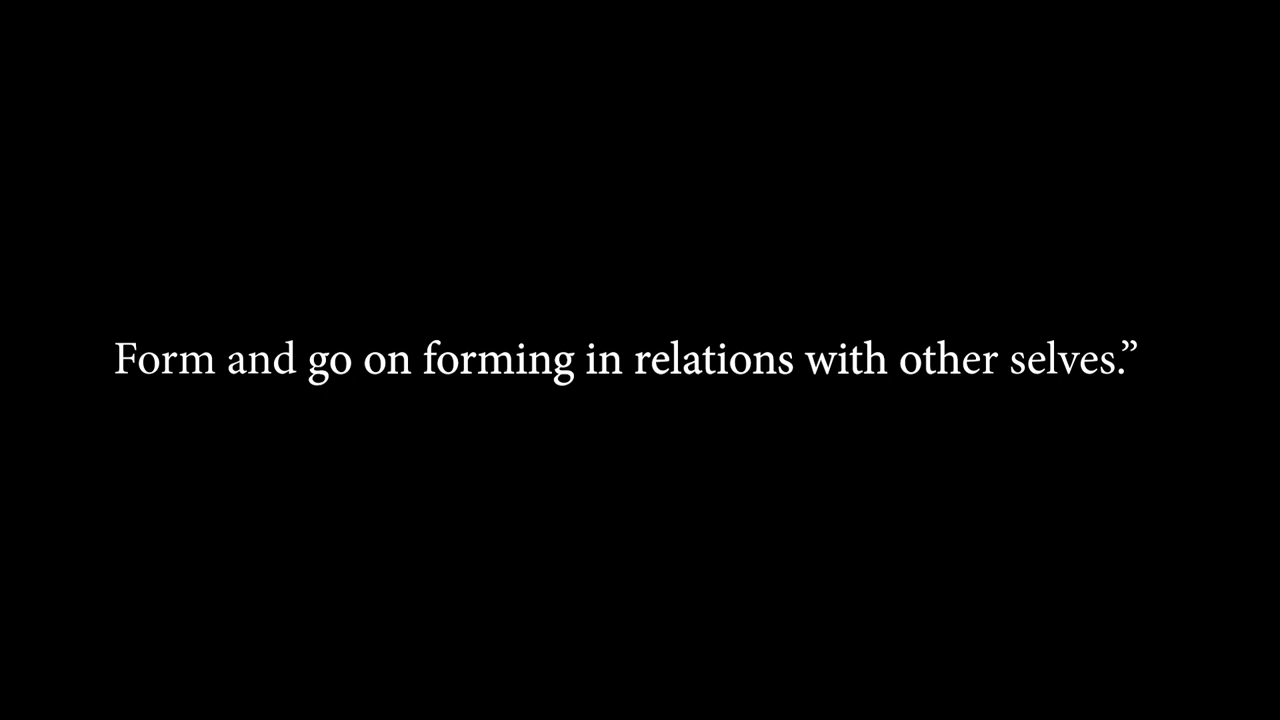 Form and go on forming in relations with other selves.”